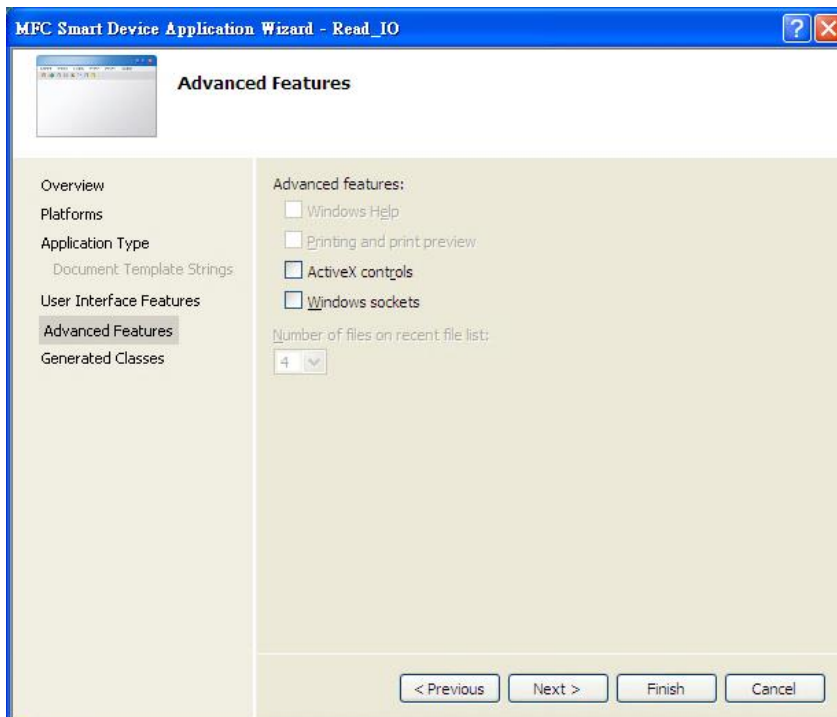 MFC Smart Device Application Wizard - Read_IO
Advanced Features
Overview
Platforms
Application Type
Document Template Strings
User Interface Features
Advanced Features
Generated Classes
Advanced features:
Windows Help
Printing and print preview
ActiveX controls
Windows sockets
Number of files on recent file list:
4
< Previous
Next >
Finish
Cancel